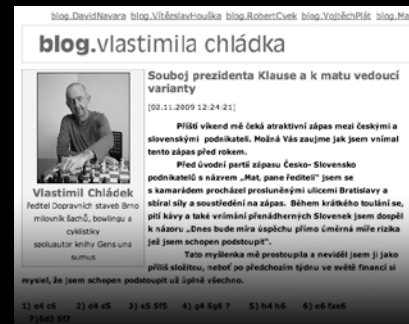 blog.DavidNavara blog.VítězslavHouška blog.RobertCvek blog.VojtěchPlát blog.Ma
blog.vlastimila chládka
Souboj prezidenta Klause a k matu vedoucí
varianty
[02.11.2009 12:24:21]
Příští víkend mě čeká atraktivní zápas mezi českými a
slovenskými podnikateli. Možná Vás zaujme jak jsem vnímal
tento zápas před rokem.
Před úvodní partií zápasu Česko- Slovensko
podnikatelů s názvem „Mat, pane řediteli" jsem se
s kamarádem procházel prosluněnými ulicemi Bratislavy a
sbíral síly a soustředění na zápas. Během krátkého toulání se,
pití kávy a také vnímání přenádherných Slovenek jsem dospěl
k názoru „Dnes bude míra úspěchu přímo úměrná míře rizika
jež jsem schopen podstoupit".
Tato myšlenka mě prostoupila a neviděl jsem ji jako
příliš složitou, neboť po předchozím týdnu ve světě financí si
myslel, že jsem schopen podstoupit už úplně všechno.
Vlastimil Chládek
ředitel Dopravních staveb Brno
milovník šachů, bowlingu a
cyklistiky
spoluautor knihy Gens una
sumus
1) e4 c6 2) d4 d5 3) e5 Sf5 4) g4 Sg6 ? 5) h4 h6 6) e6 fxe6
7)Sd3 Sf7